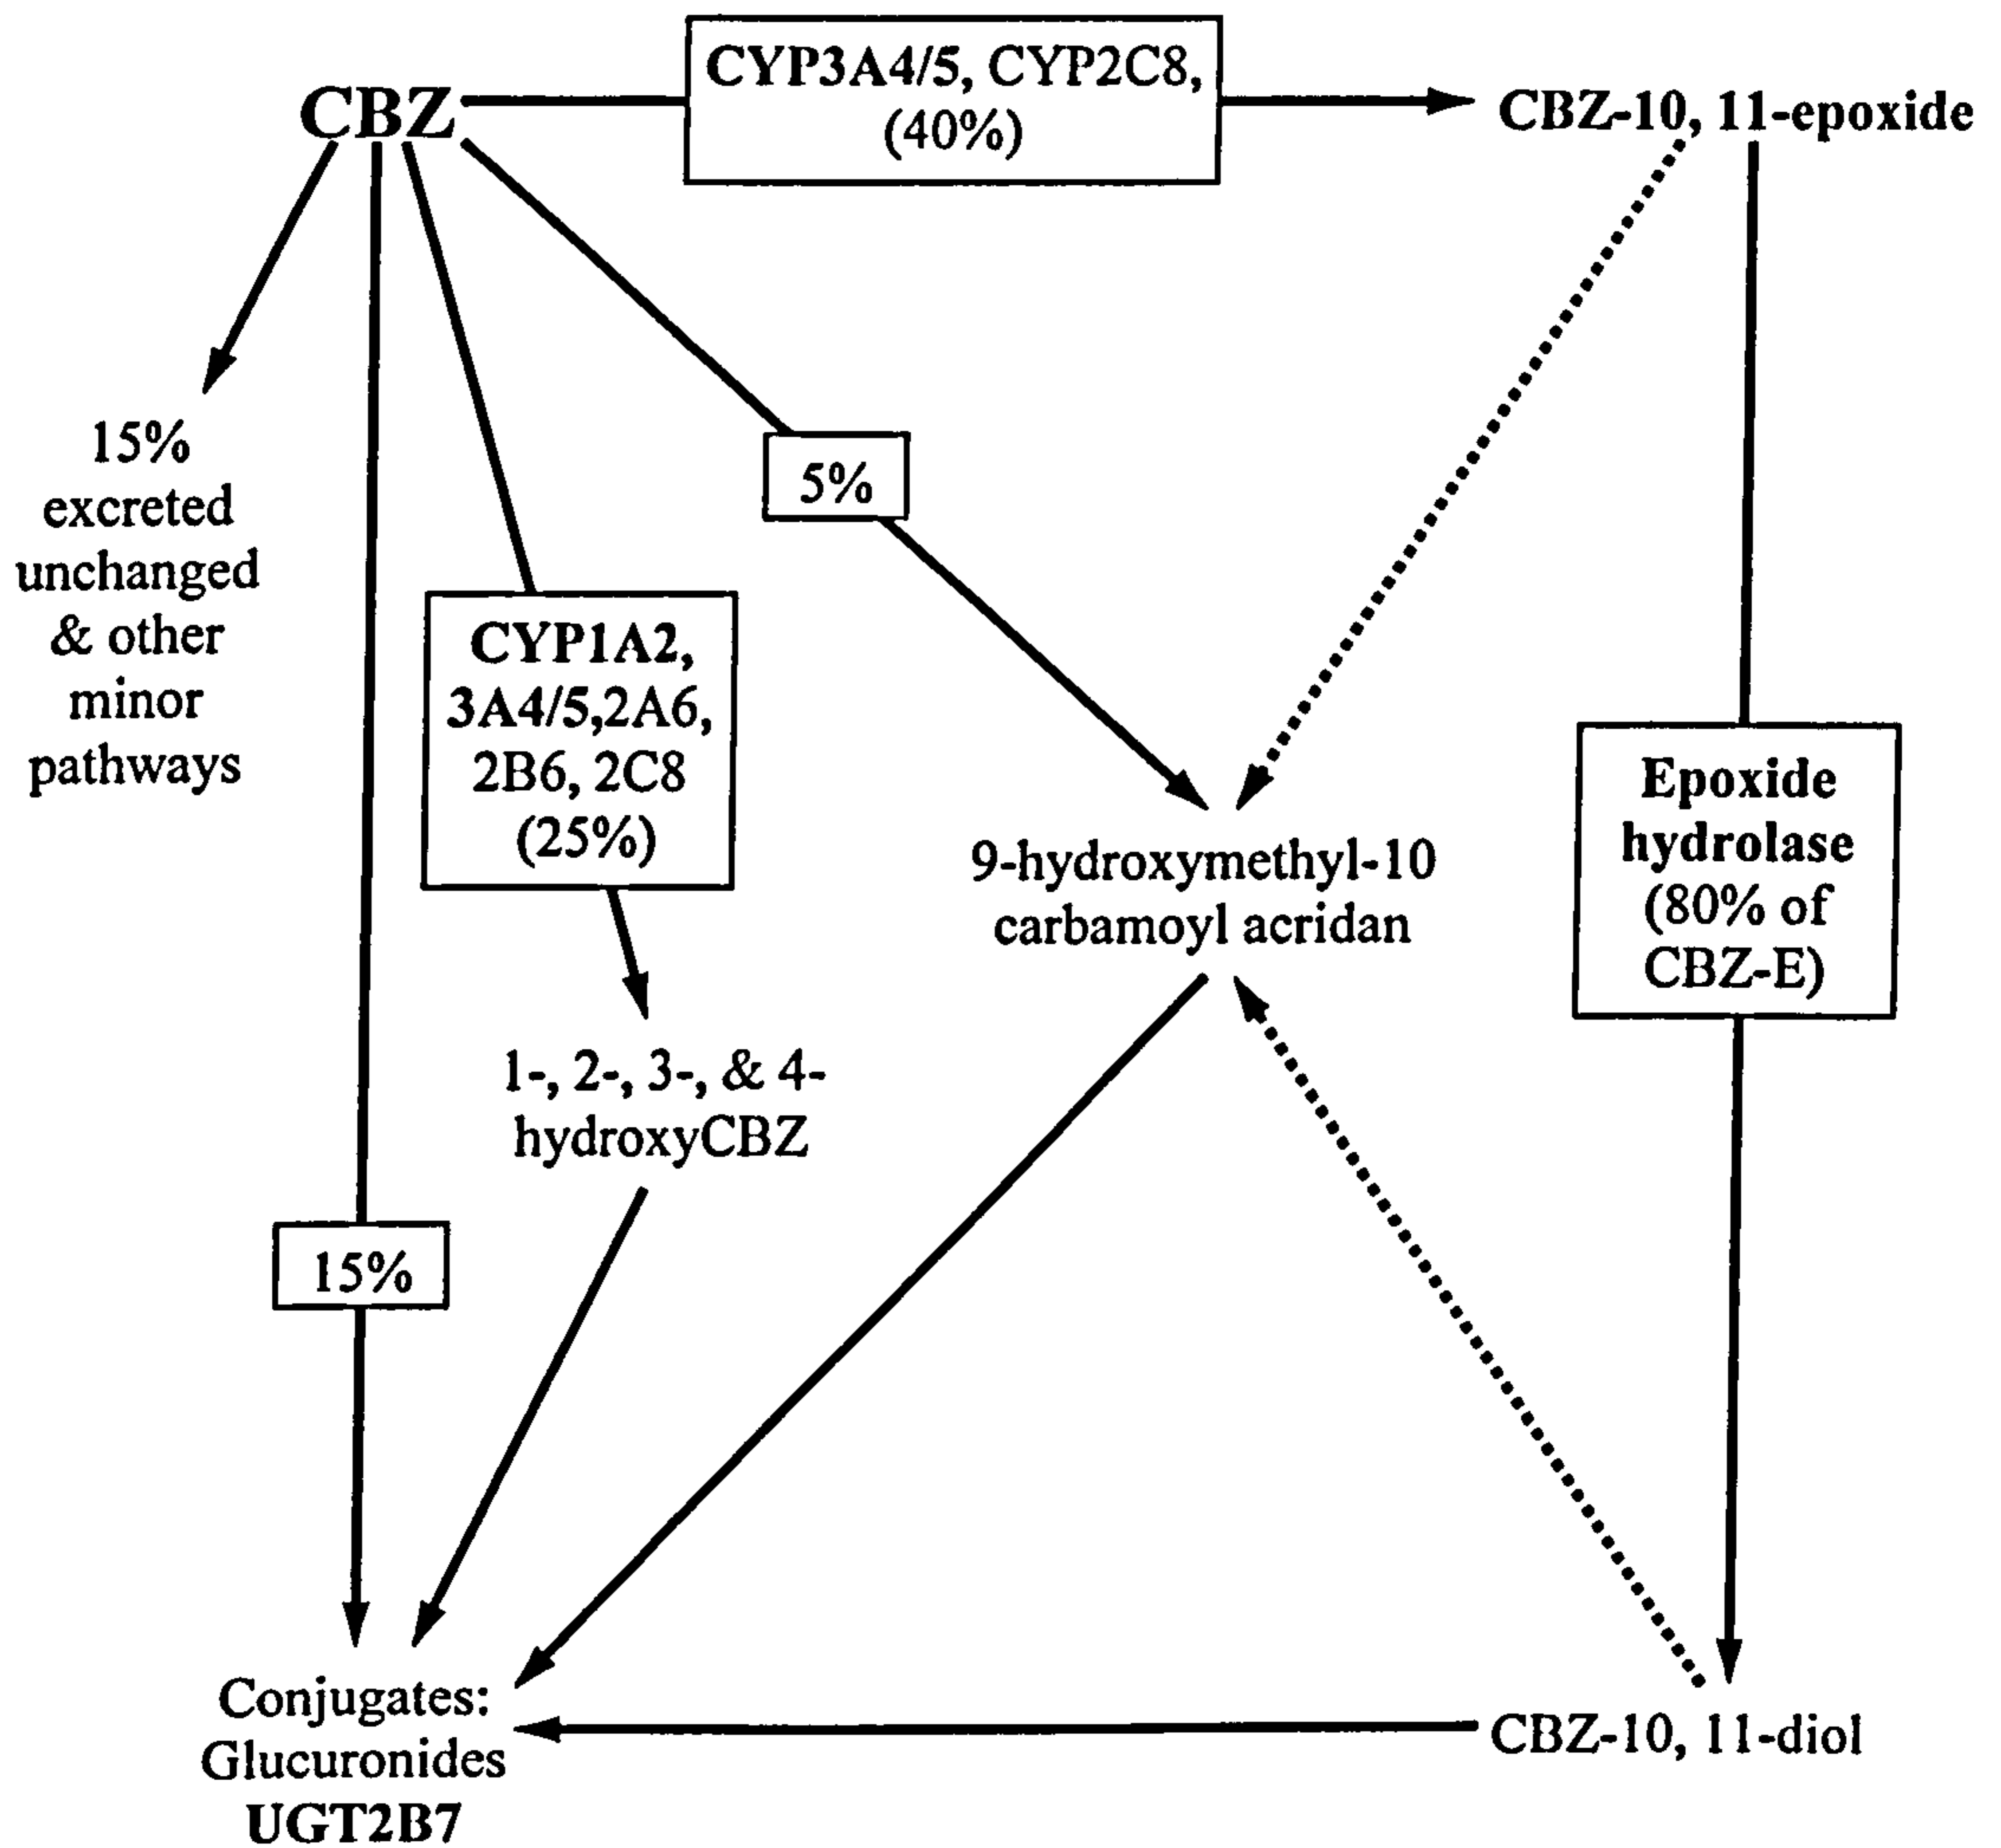 CBZ
CYP3A4/5, CYP2C8,
(40%)
CBZ-10, 11-epoxide
15%
excreted
unchanged
& other
minor
pathways
5%
CYP1A2,
3A4/5,2A6,
2B6, 2C8
(25%)
Epoxide
hydrolase
(80% of
CBZ-E)
9-hydroxymethyl-10
carbamoyl acridan
1-, 2-, 3-, & 4-
hydroxyCBZ
15%
Conjugates:
Glucuronides
UGT2B7
CBZ-10, 11-diol